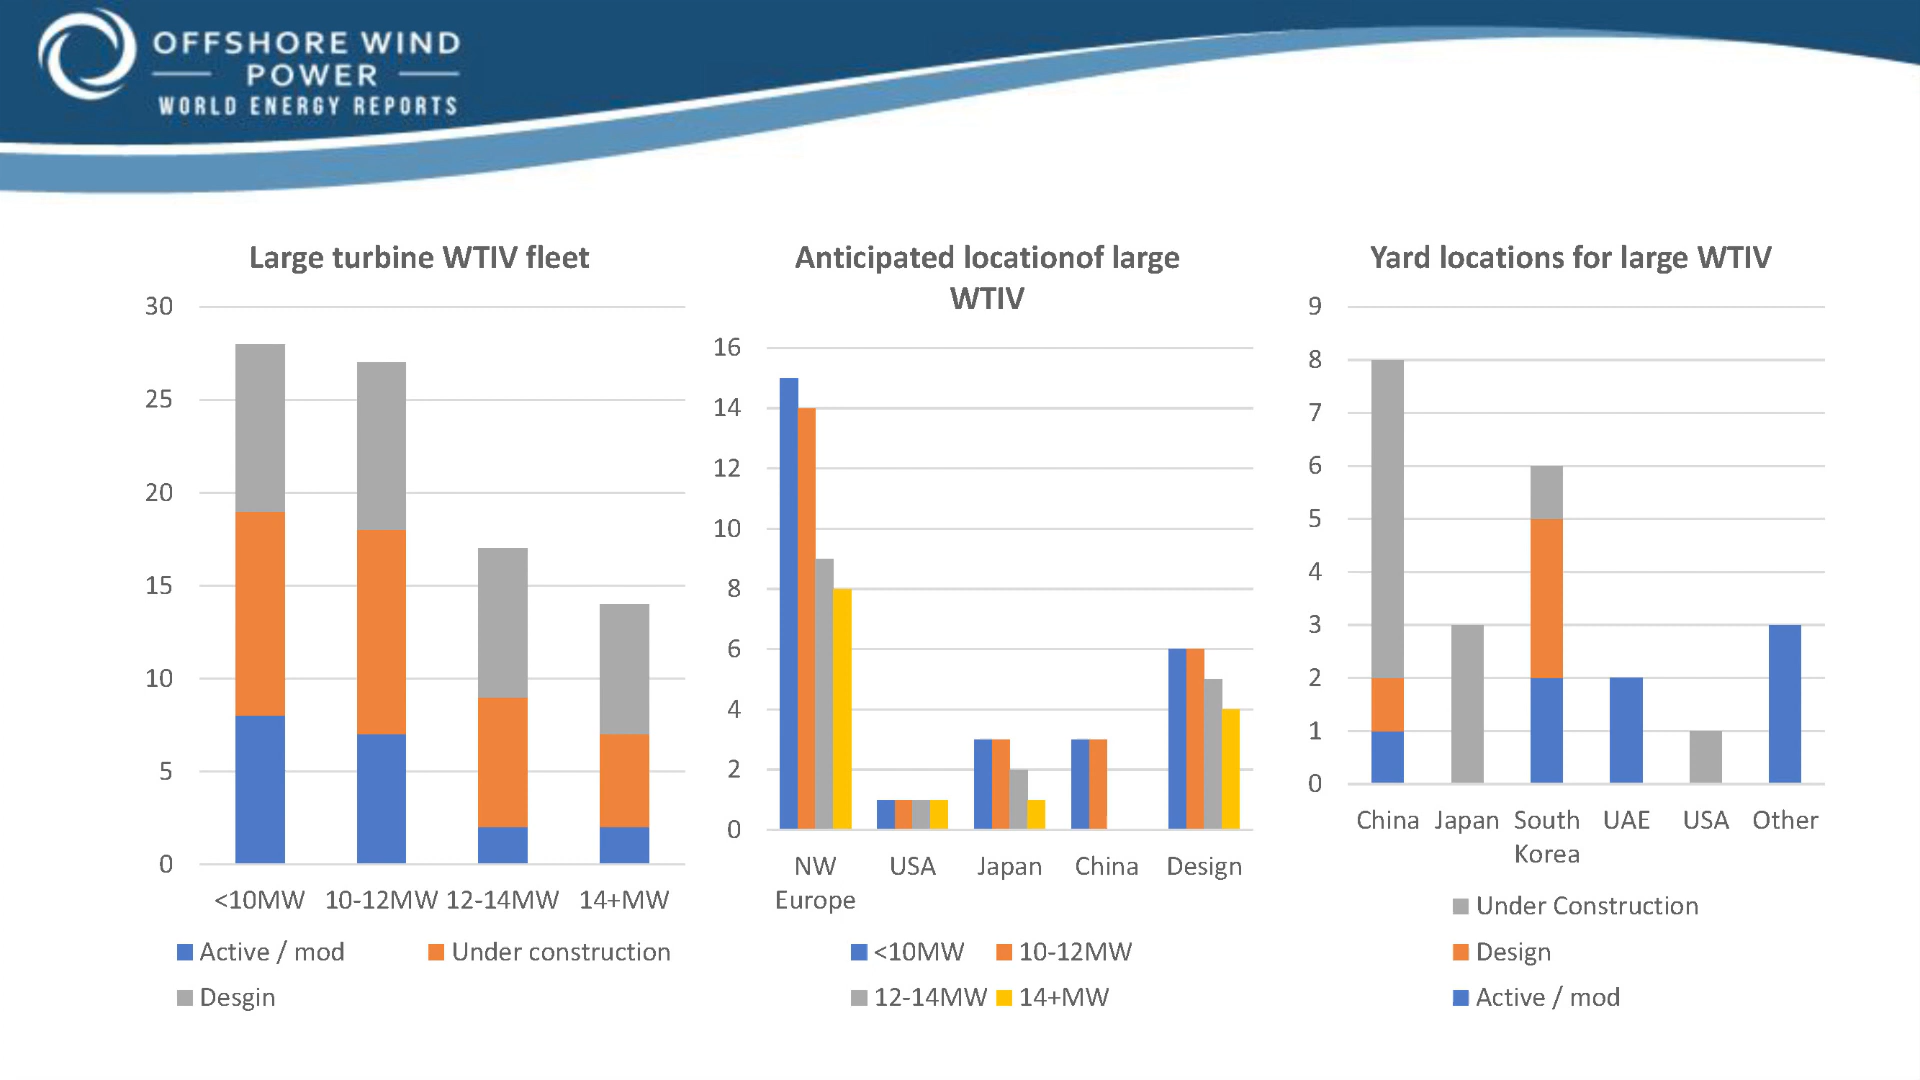 OFFSHORE WIND
POWER
WORLD ENERGY REPORTS
Large turbine WTIV fleet
30
25
20
15
10
5
0
<10MW 10-12MW 12-14MW 14+MW
Active / mod Under construction
Desgin
Anticipated locationof large
WTIV
16
14
12
10
8
6
4
2
0
NW USA Japan China Design
Europe
<10MW 10-12MW
12-14MW 14+MW
Yard locations for large WTIV
9
8
7
6
5
4
3
2
1
0
China Japan South UAE USA Other
Korea
Under Construction
Design
Active / mod